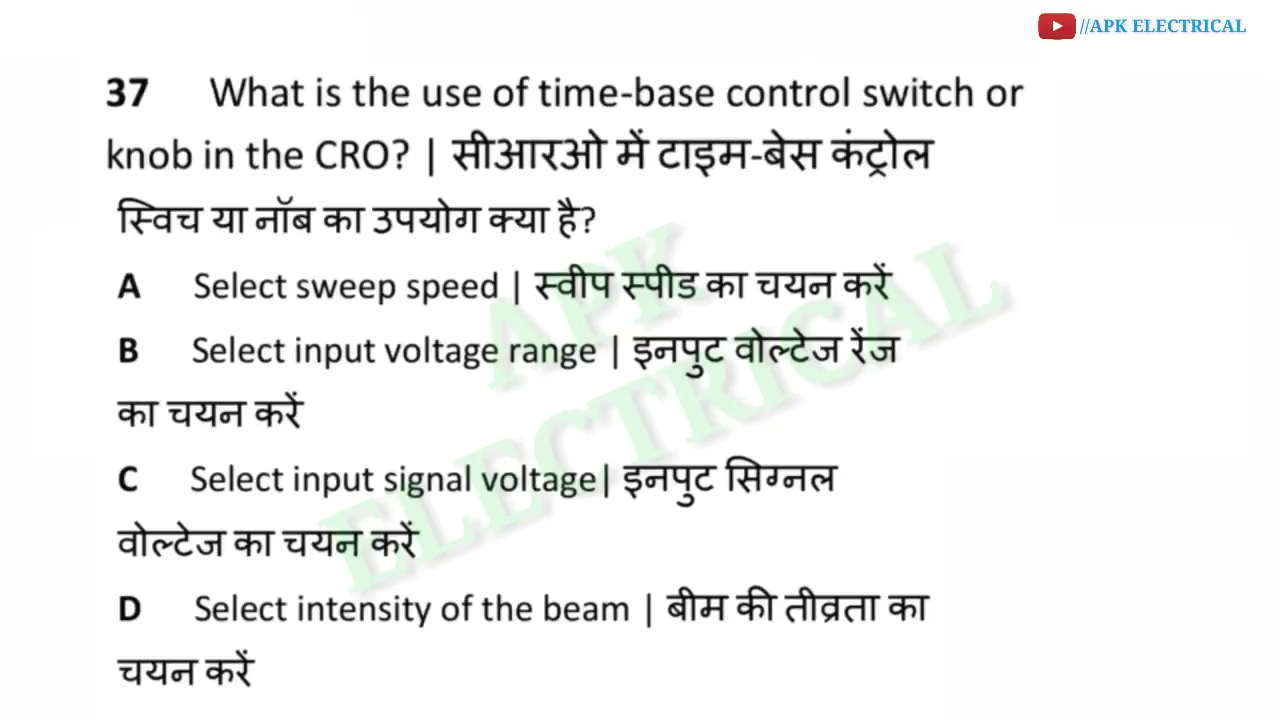 //APK ELECTRICAL
37 What is the use of time-base control switch or
knob in the CRO? | सीआरओ में टाइम-बेस कंट्रोल
स्विच या नॉब का उपयोग क्या है?
A Select sweep speed | स्वीप स्पीड का चयन करें
B Select input voltage range | इनपुट वोल्टेज रेंज
का चयन करें
C Select input signal voltage| इनपुट सिग्नल
वोल्टेज का चयन करें
D Select intensity of the beam | बीम की तीव्रता का
चयन करें
APK
ELECTRICAL